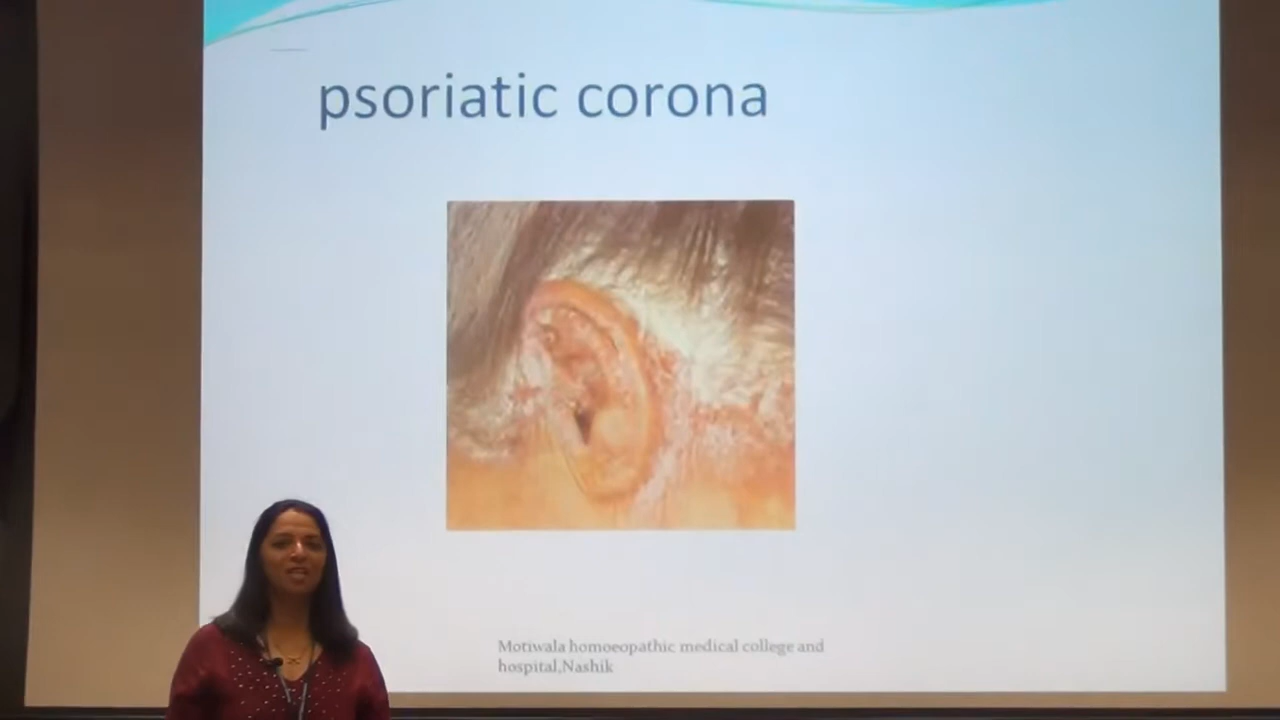 psoriatic corona
Motiwala homoeopathic medical college and
hospital,Nashik